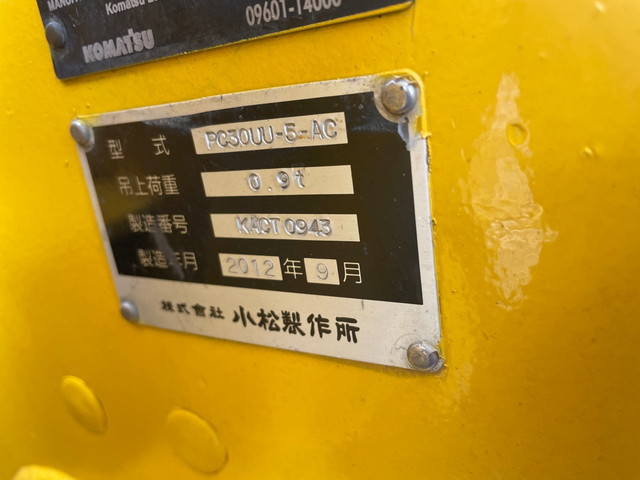 Komatsu
09601-14000
KOMATSU
型 式 PC30UU-5-AC
吊上荷重 0.9t
製造番号 KACT0943
製造年月 2012年9月
株式會社 小松製作所